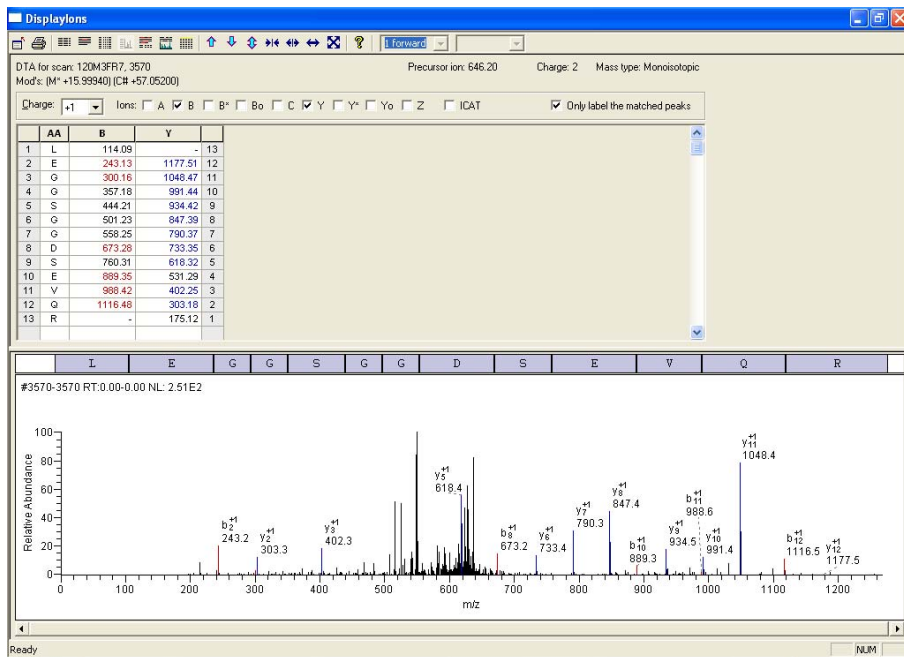 DisplayIons
1 forward
DTA for scan: 120M3FR7, 3570 Precursor ion: 646.20 Charge: 2 Mass type: Monoisotopic
Mod's: (M* +15.99940) (C# +57.05200)
Charge: +1 Ions: A B B* Bo C Y Y* Yo Z ICAT Only label the matched peaks
AA B Y
1 L 114.09 - 13
2 E 243.13 1177.51 12
3 G 300.16 1048.47 11
4 G 357.18 991.44 10
5 S 444.21 934.42 9
6 G 501.23 847.39 8
7 G 558.25 790.37 7
8 D 673.28 733.35 6
9 S 760.31 618.32 5
10 E 889.35 531.29 4
11 V 988.42 402.25 3
12 Q 1116.48 303.18 2
13 R - 175.12 1
L E G G S G G D S E V Q R
#3570-3570 RT:0.00-0.00 NL: 2.51E2
Relative Abundance
100
80
60
40
20
0
b2+1
243.2
y2+1
303.3
y3+1
402.3
y5+1
618.4
b8+1
673.2
y6+1
733.4
y7+1
790.3
y8+1
847.4
b10+1
889.3
y9+1
934.5
b11+1
988.6
y10+1
991.4
y11+1
1048.4
b12+1
1116.5
y12+1
1177.5
0 100 200 300 400 500 600 700 800 900 1000 1100 1200
m/z
Ready NUM